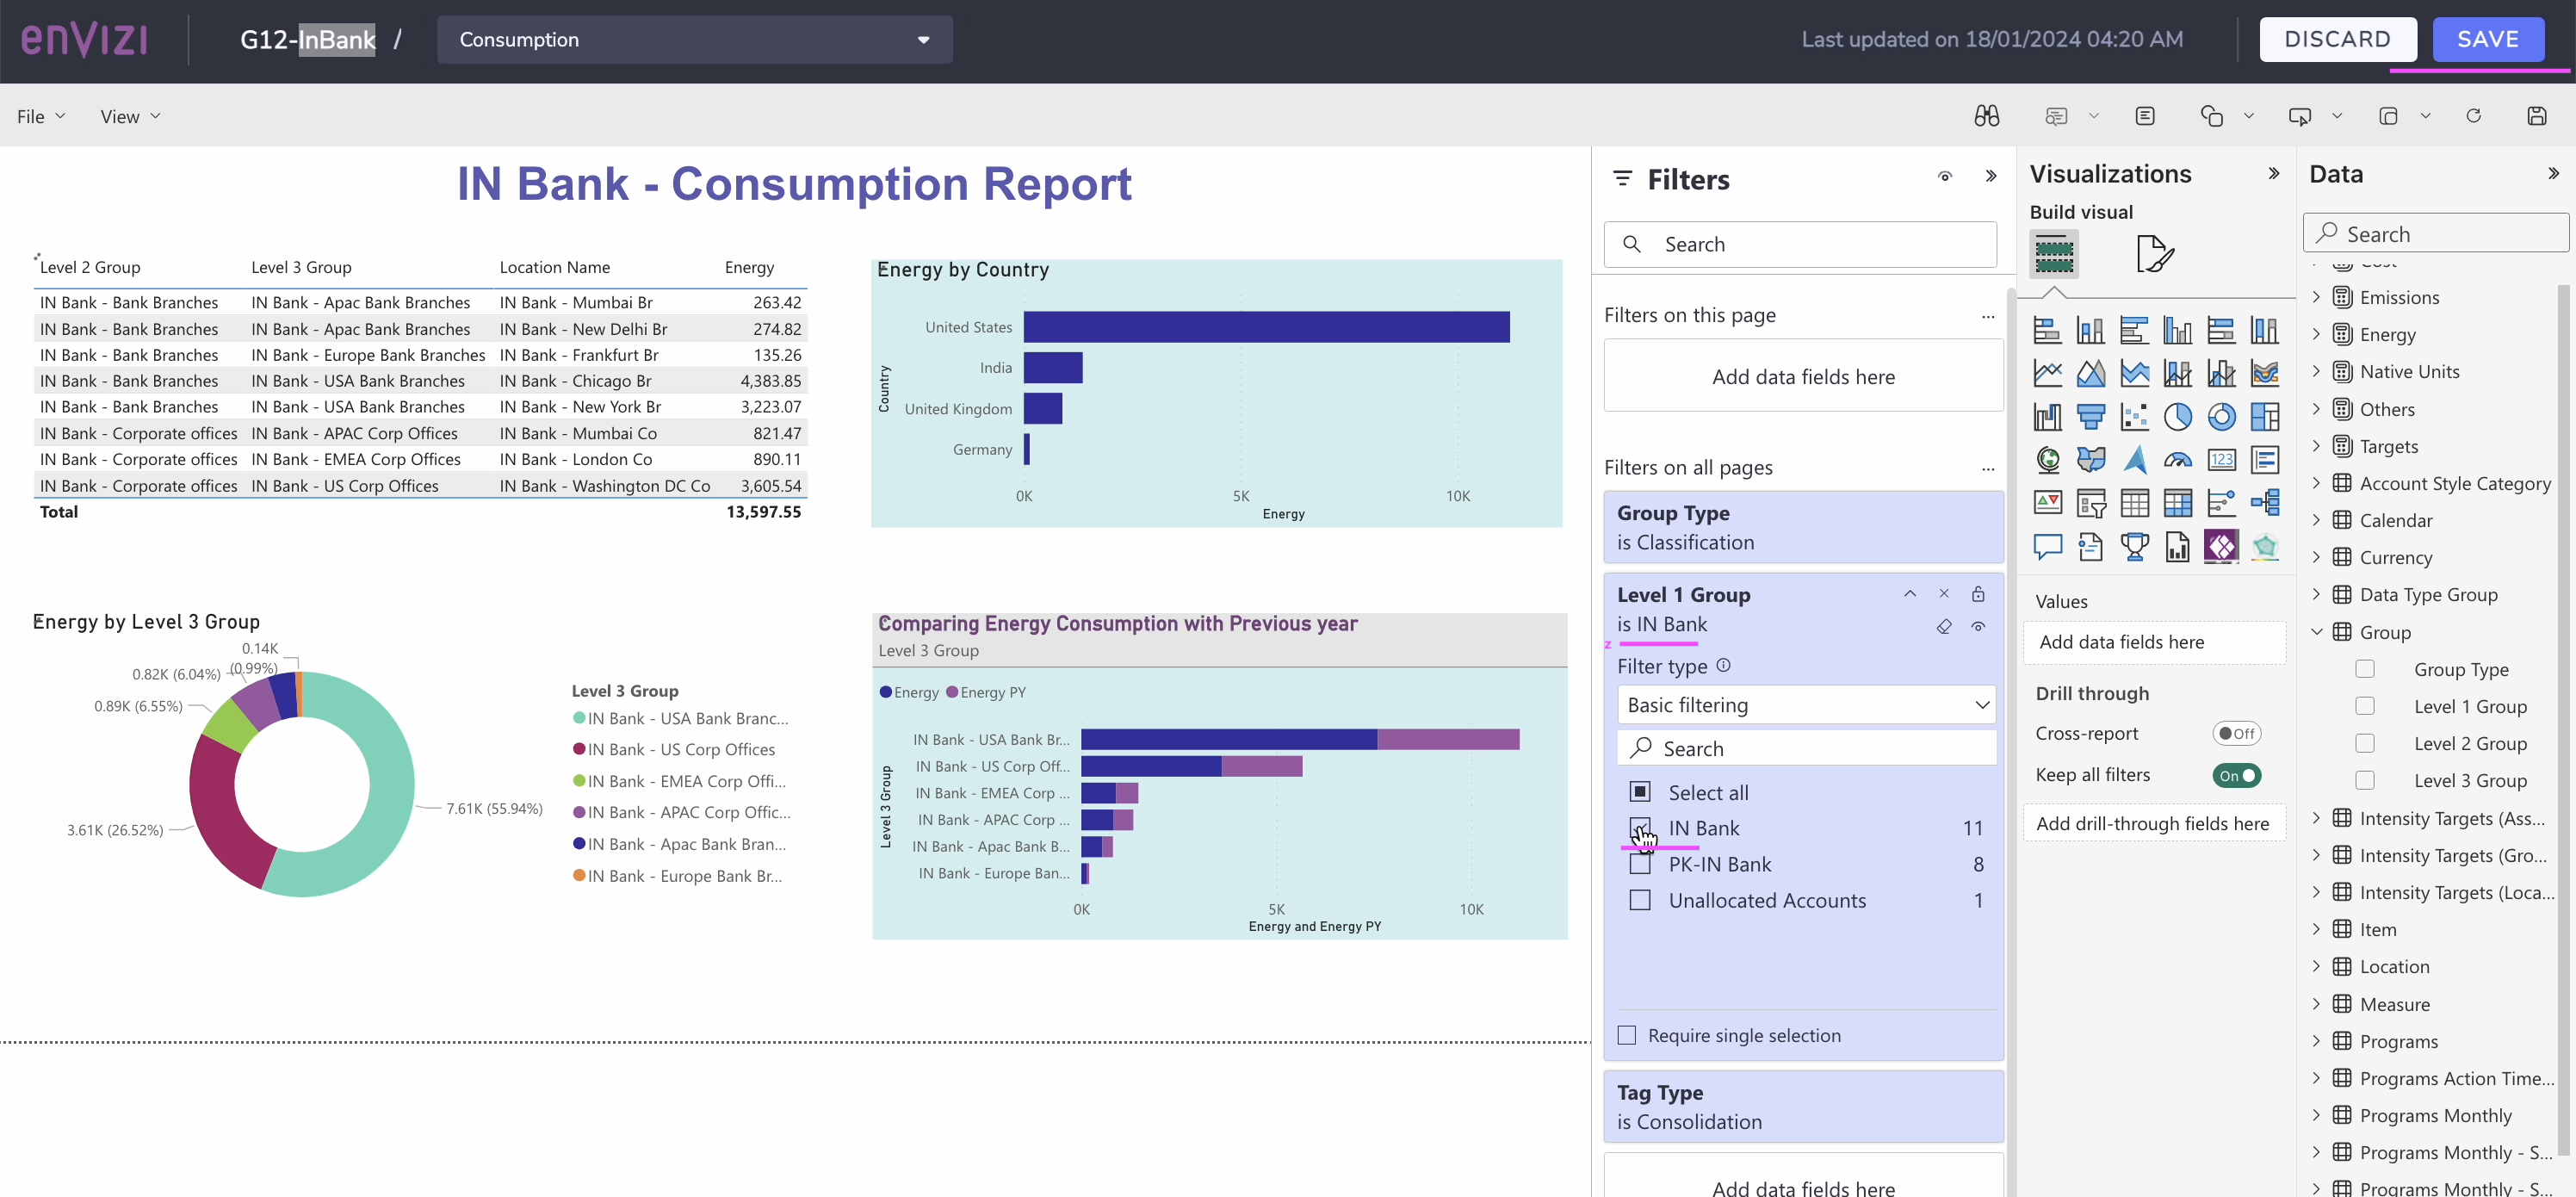 enVIZI
G12-InBank /
Consumption
Last updated on 18/01/2024 04:20 AM
DISCARD
SAVE
File
View
IN Bank - Consumption Report
Level 2 Group Level 3 Group Location Name Energy
IN Bank - Bank Branches IN Bank - Apac Bank Branches IN Bank - Mumbai Br 263.42
IN Bank - Bank Branches IN Bank - Apac Bank Branches IN Bank - New Delhi Br 274.82
IN Bank - Bank Branches IN Bank - Europe Bank Branches IN Bank - Frankfurt Br 135.26
IN Bank - Bank Branches IN Bank - USA Bank Branches IN Bank - Chicago Br 4,383.85
IN Bank - Bank Branches IN Bank - USA Bank Branches IN Bank - New York Br 3,223.07
IN Bank - Corporate offices IN Bank - APAC Corp Offices IN Bank - Mumbai Co 821.47
IN Bank - Corporate offices IN Bank - EMEA Corp Offices IN Bank - London Co 890.11
IN Bank - Corporate offices IN Bank - US Corp Offices IN Bank - Washington DC Co 3,605.54
Total 13,597.55
Energy by Country
Country
United States
India
United Kingdom
Germany
0K 5K 10K
Energy
Energy by Level 3 Group
0.14K
(0.99%)
0.82K (6.04%)
0.89K (6.55%)
3.61K (26.52%)
7.61K (55.94%)
Level 3 Group
IN Bank - USA Bank Branc...
IN Bank - US Corp Offices
IN Bank - EMEA Corp Offi...
IN Bank - APAC Corp Offic...
IN Bank - Apac Bank Bran...
IN Bank - Europe Bank Br...
Comparing Energy Consumption with Previous year
Level 3 Group
Energy Energy PY
Level 3 Group
IN Bank - USA Bank Br...
IN Bank - US Corp Off...
IN Bank - EMEA Corp ...
IN Bank - APAC Corp ...
IN Bank - Apac Bank B...
IN Bank - Europe Ban...
0K 5K 10K
Energy and Energy PY
Filters
Search
Filters on this page ...
Add data fields here
Filters on all pages ...
Group Type
is Classification
Level 1 Group
is IN Bank
z
Filter type
Basic filtering
Search
Select all
IN Bank 11
PK-IN Bank 8
Unallocated Accounts 1
Require single selection
Tag Type
is Consolidation
Add data fields here
Visualizations
Build visual
123
Values
Add data fields here
Drill through
Cross-report Off
Keep all filters On
Add drill-through fields here
Data
Search
Cost
Emissions
Energy
Native Units
Others
Targets
Account Style Category
Calendar
Currency
Data Type Group
Group
Group Type
Level 1 Group
Level 2 Group
Level 3 Group
Intensity Targets (Ass...
Intensity Targets (Gro...
Intensity Targets (Loca...
Item
Location
Measure
Programs
Programs Action Time...
Programs Monthly
Programs Monthly - S...
Programs Monthly - S...